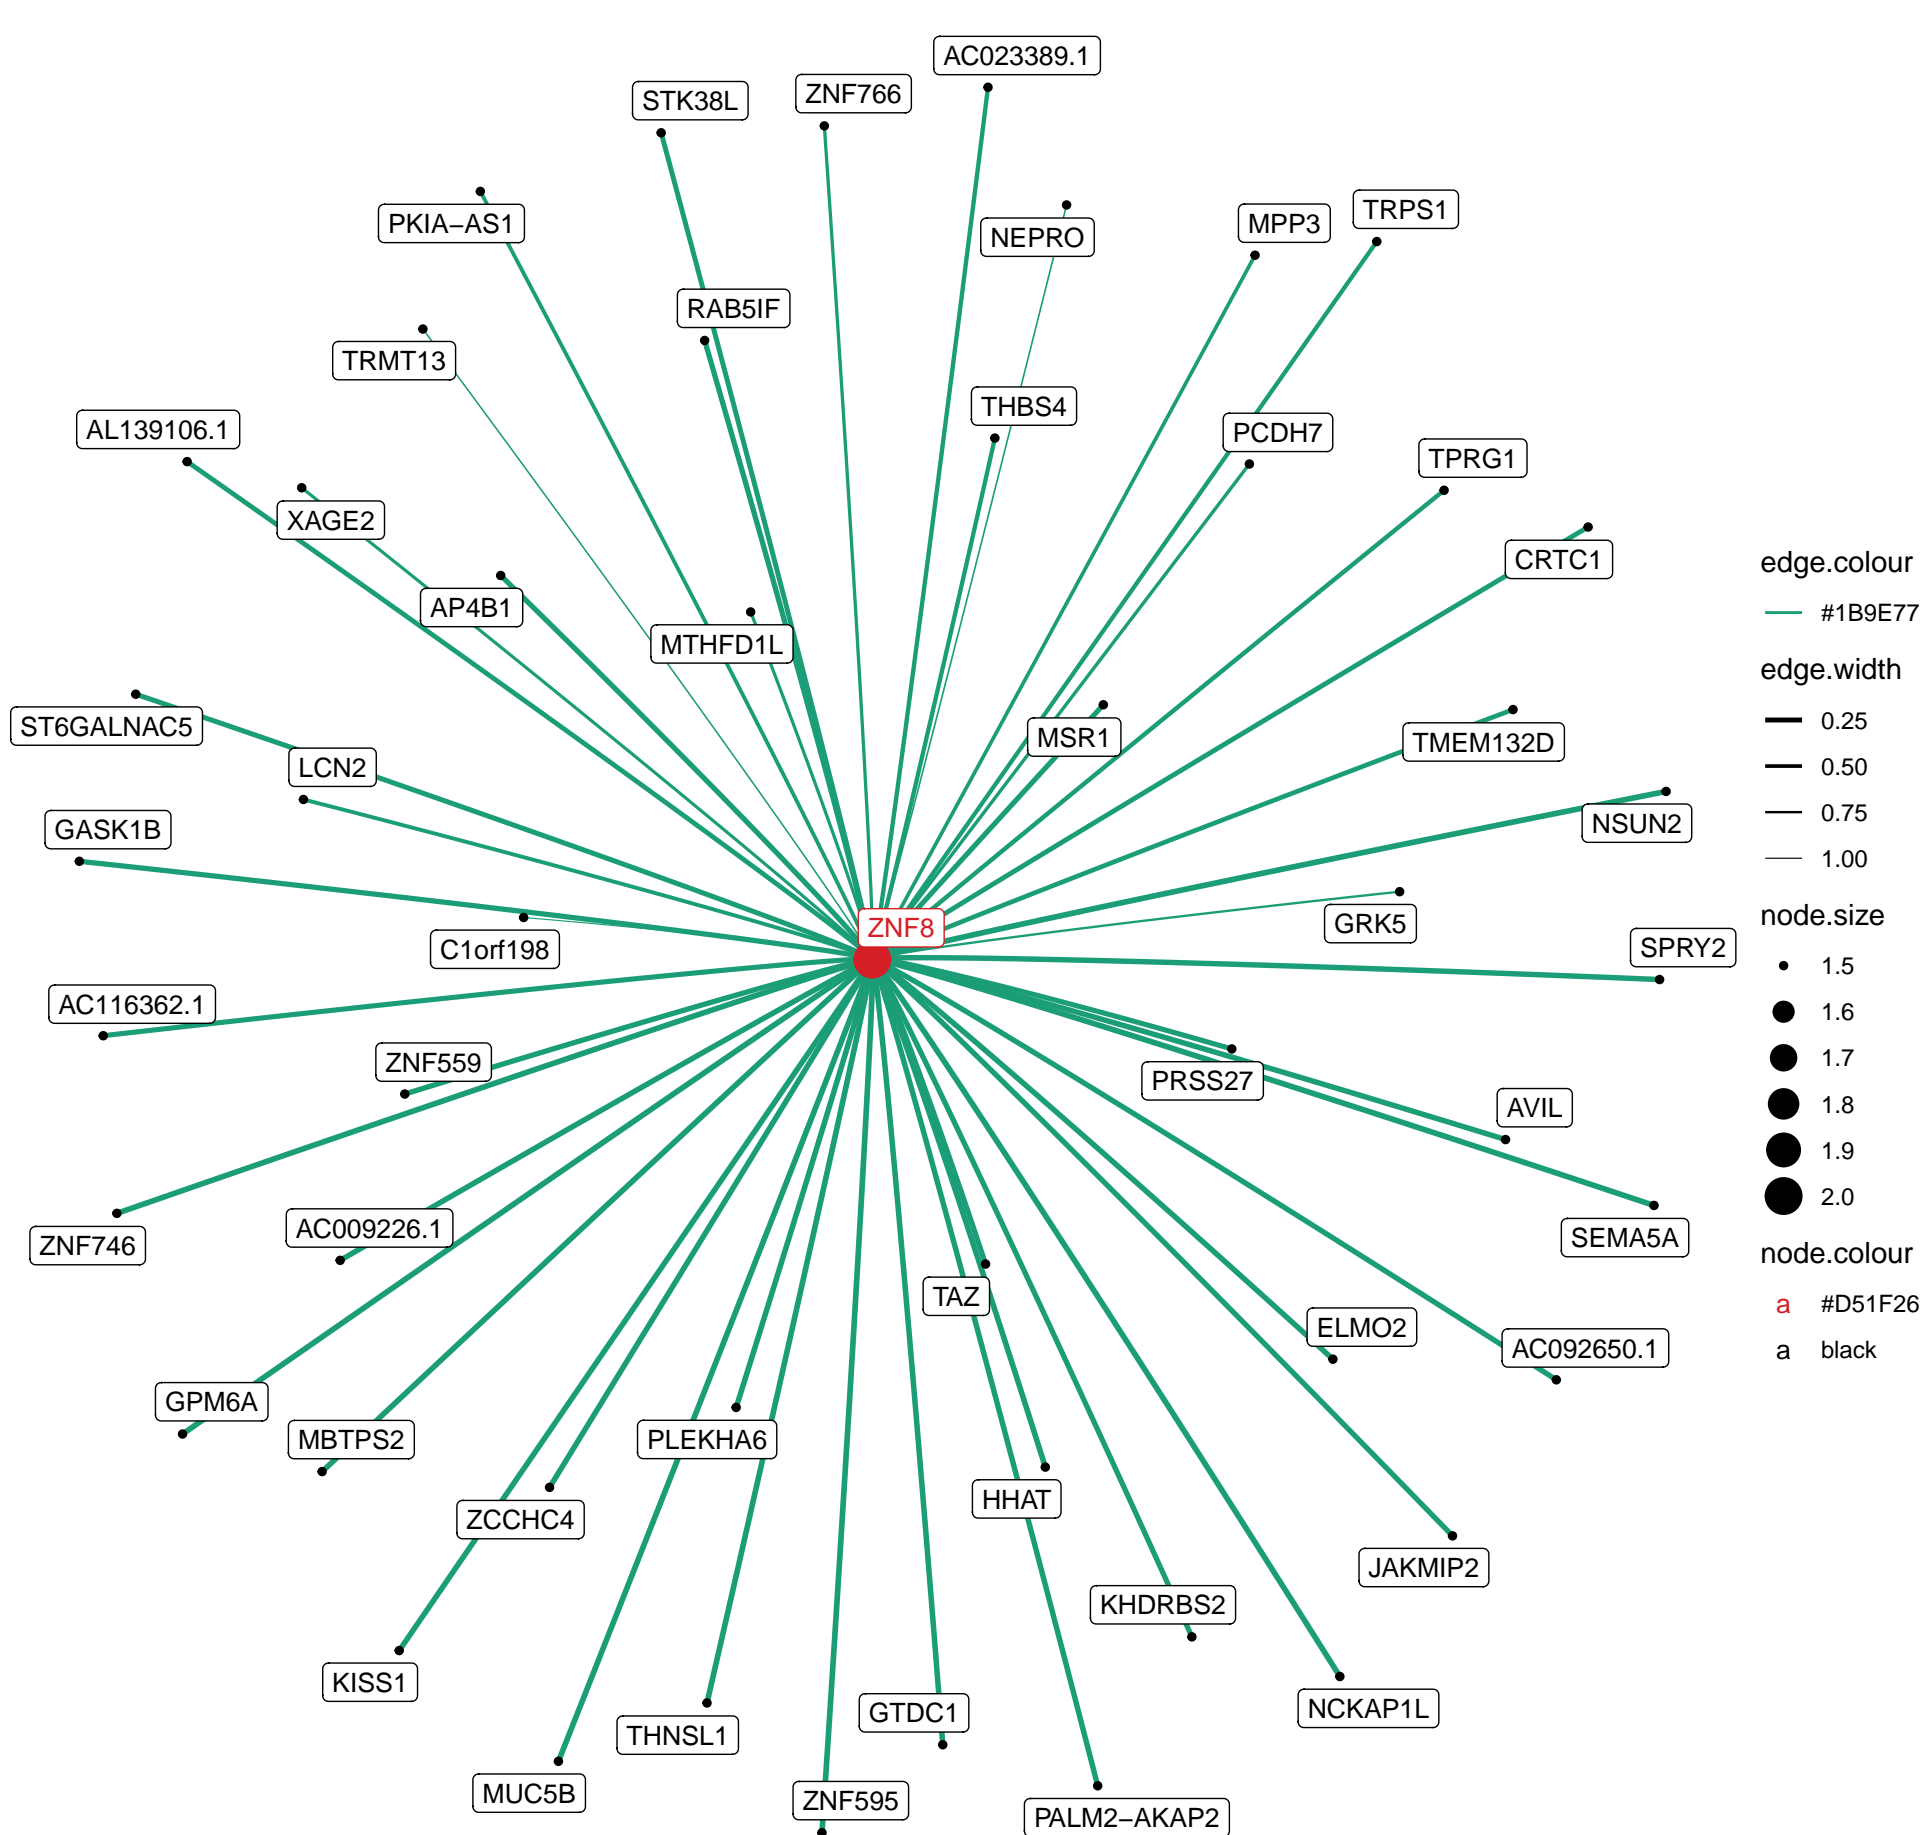 AC023389.1
STK38L
ZNF766
PKIA−AS1
NEPRO
MPP3
TRPS1
RAB5IF
TRMT13
THBS4
AL139106.1
PCDH7
TPRG1
XAGE2
CRTC1
AP4B1
MTHFD1L
ST6GALNAC5
MSR1
TMEM132D
LCN2
GASK1B
NSUN2
C1orf198
ZNF8
GRK5
SPRY2
AC116362.1
ZNF559
PRSS27
AVIL
ZNF746
AC009226.1
SEMA5A
TAZ
ELMO2
AC092650.1
GPM6A
MBTPS2
PLEKHA6
ZCCHC4
HHAT
JAKMIP2
KHDRBS2
KISS1
THNSL1
GTDC1
NCKAP1L
MUC5B
ZNF595
PALM2−AKAP2
edge.colour
#1B9E77
edge.width
0.25
0.50
0.75
1.00
node.size
1.5
1.6
1.7
1.8
1.9
2.0
node.colour
a #D51F26
a black